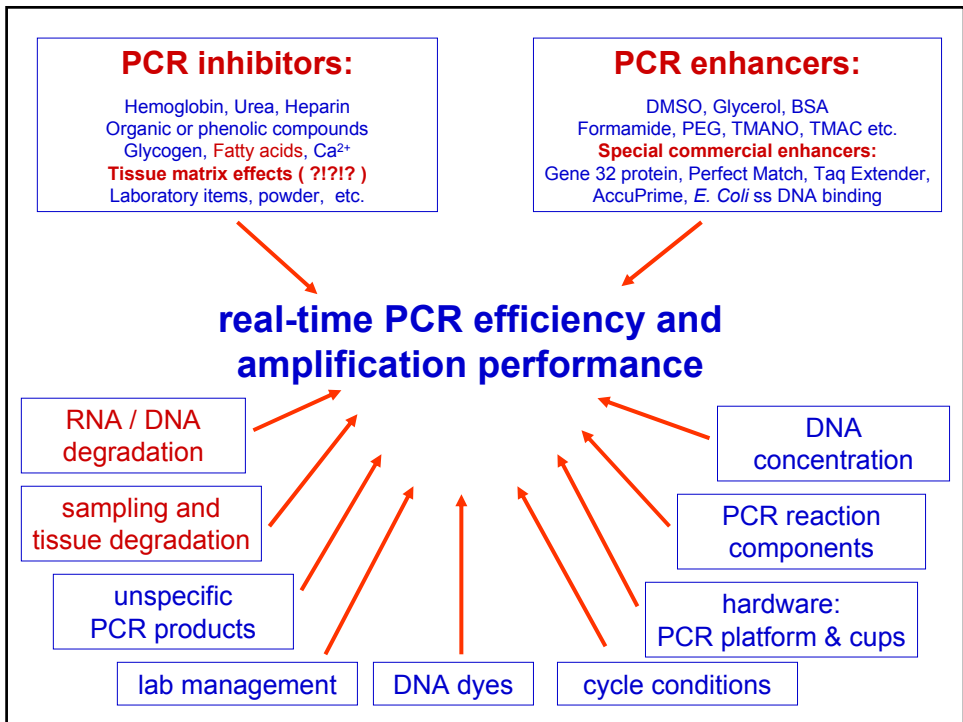 PCR inhibitors:
Hemoglobin, Urea, Heparin
Organic or phenolic compounds
Glycogen, Fatty acids, Ca²⁺
Tissue matrix effects ( ?!?!? )
Laboratory items, powder, etc.
PCR enhancers:
DMSO, Glycerol, BSA
Formamide, PEG, TMANO, TMAC etc.
Special commercial enhancers:
Gene 32 protein, Perfect Match, Taq Extender,
AccuPrime, E. Coli ss DNA binding
real-time PCR efficiency and
amplification performance
RNA / DNA
degradation
sampling and
tissue degradation
unspecific
PCR products
lab management
DNA dyes
cycle conditions
hardware:
PCR platform & cups
PCR reaction
components
DNA
concentration